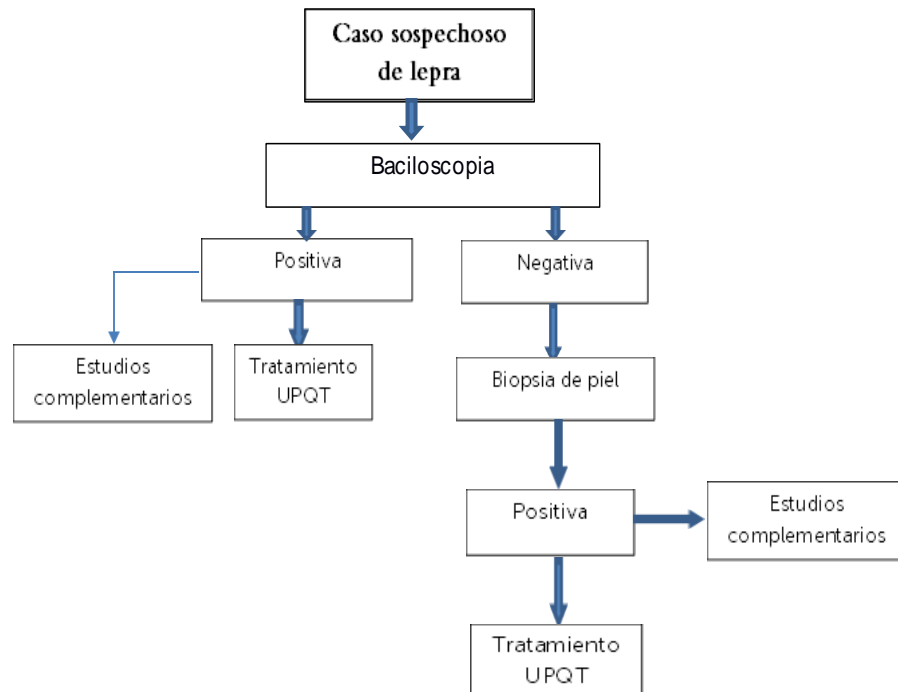 Caso sospechoso
de lepra
Baciloscopia
Positiva
Negativa
Estudios
complementarios
Tratamiento
UPQT
Biopsia de piel
Positiva
Estudios
complementarios
Tratamiento
UPQT